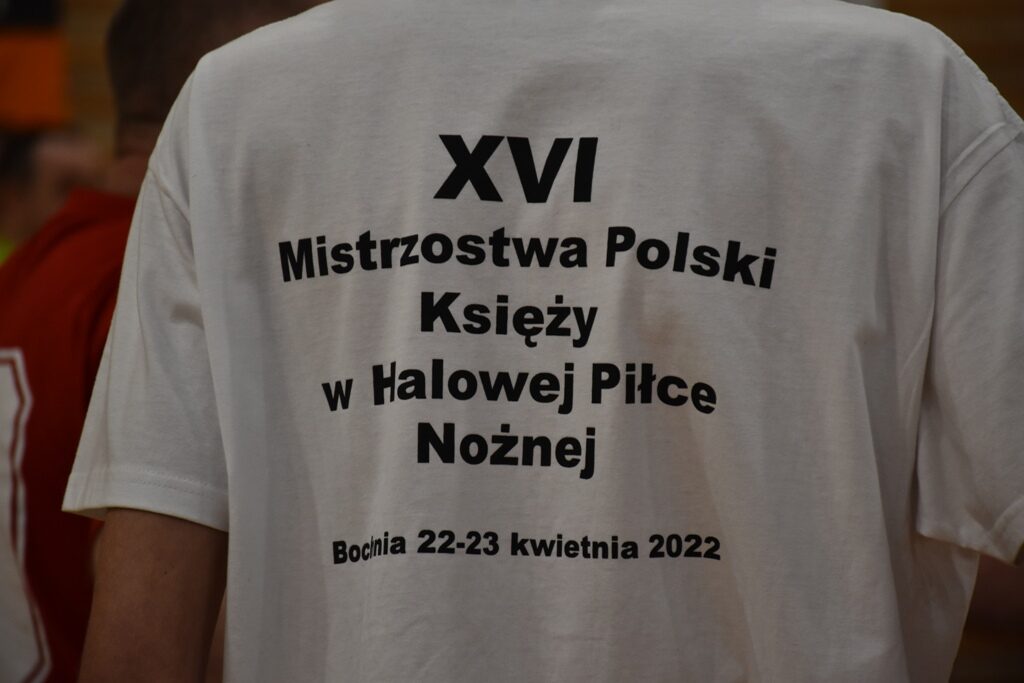 XVI
Mistrzostwa Polski
Księży
w Halowej Piłce
Nożnej
Bochnia 22-23 kwietnia 2022